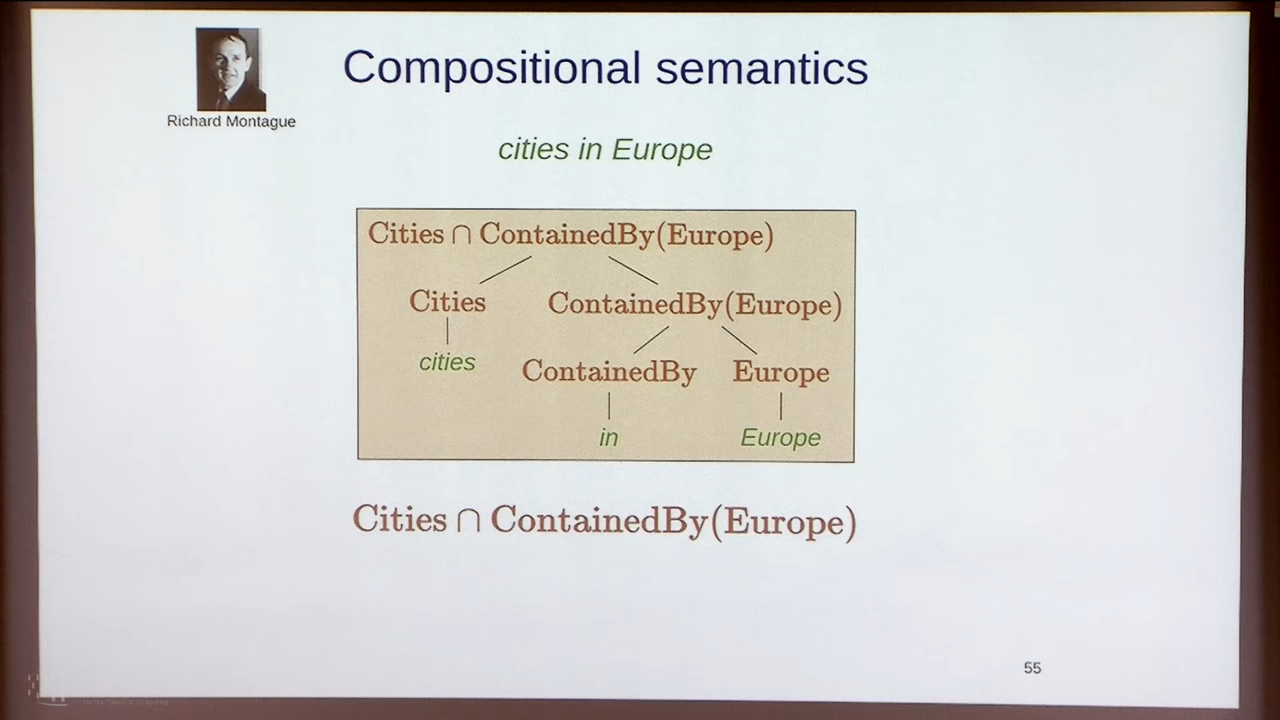 Compositional semantics
Richard Montague
cities in Europe
Cities ∩ ContainedBy(Europe)
Cities ContainedBy(Europe)
cities ContainedBy Europe
in Europe
Cities ∩ ContainedBy(Europe)
55